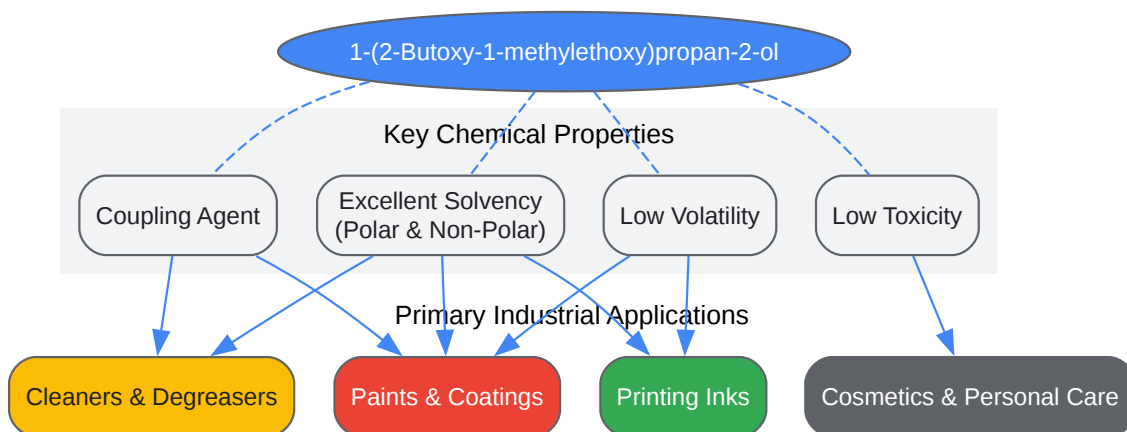 1-(2-Butoxy-1-methylethoxy)propan-2-ol
Key Chemical Properties
Coupling Agent
Excellent Solvency
(Polar & Non-Polar)
Low Volatility
Low Toxicity
Primary Industrial Applications
Cleaners & Degreasers
Paints & Coatings
Printing Inks
Cosmetics & Personal Care